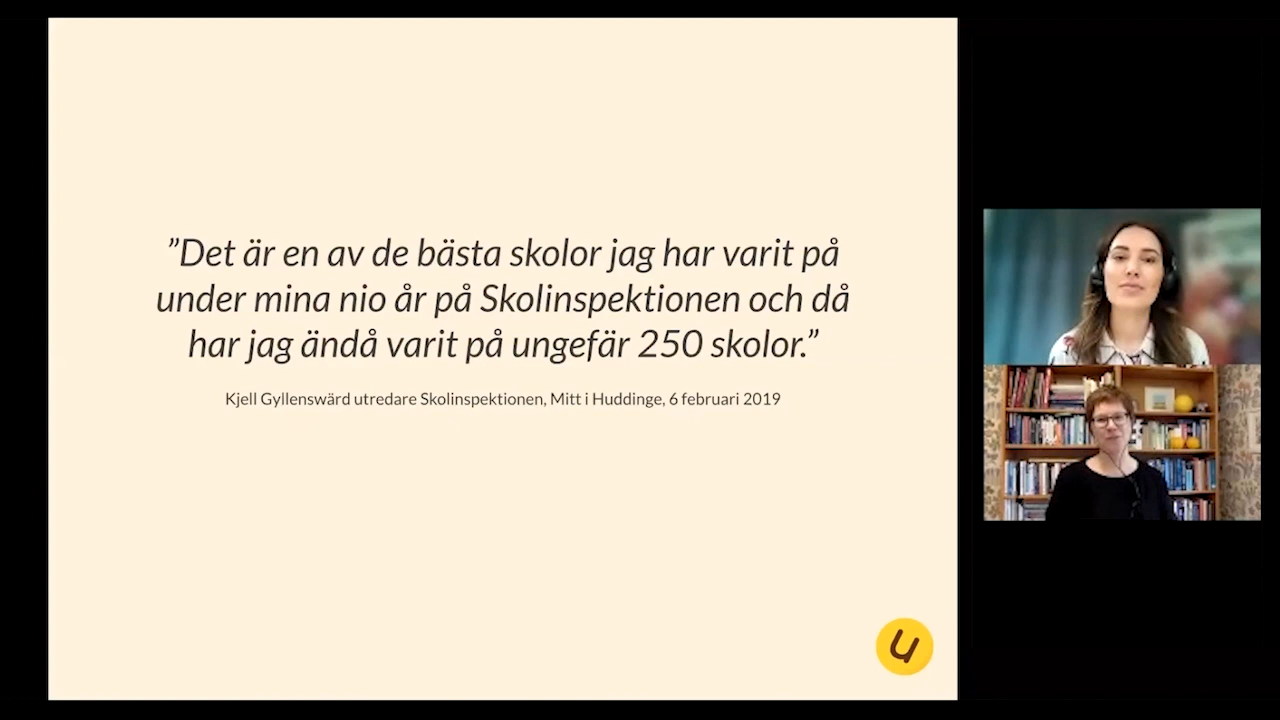 ”Det är en av de bästa skolor jag har varit på
under mina nio år på Skolinspektionen och då
har jag ändå varit på ungefär 250 skolor.”
Kjell Gyllenswärd utredare Skolinspektionen, Mitt i Huddinge, 6 februari 2019
u